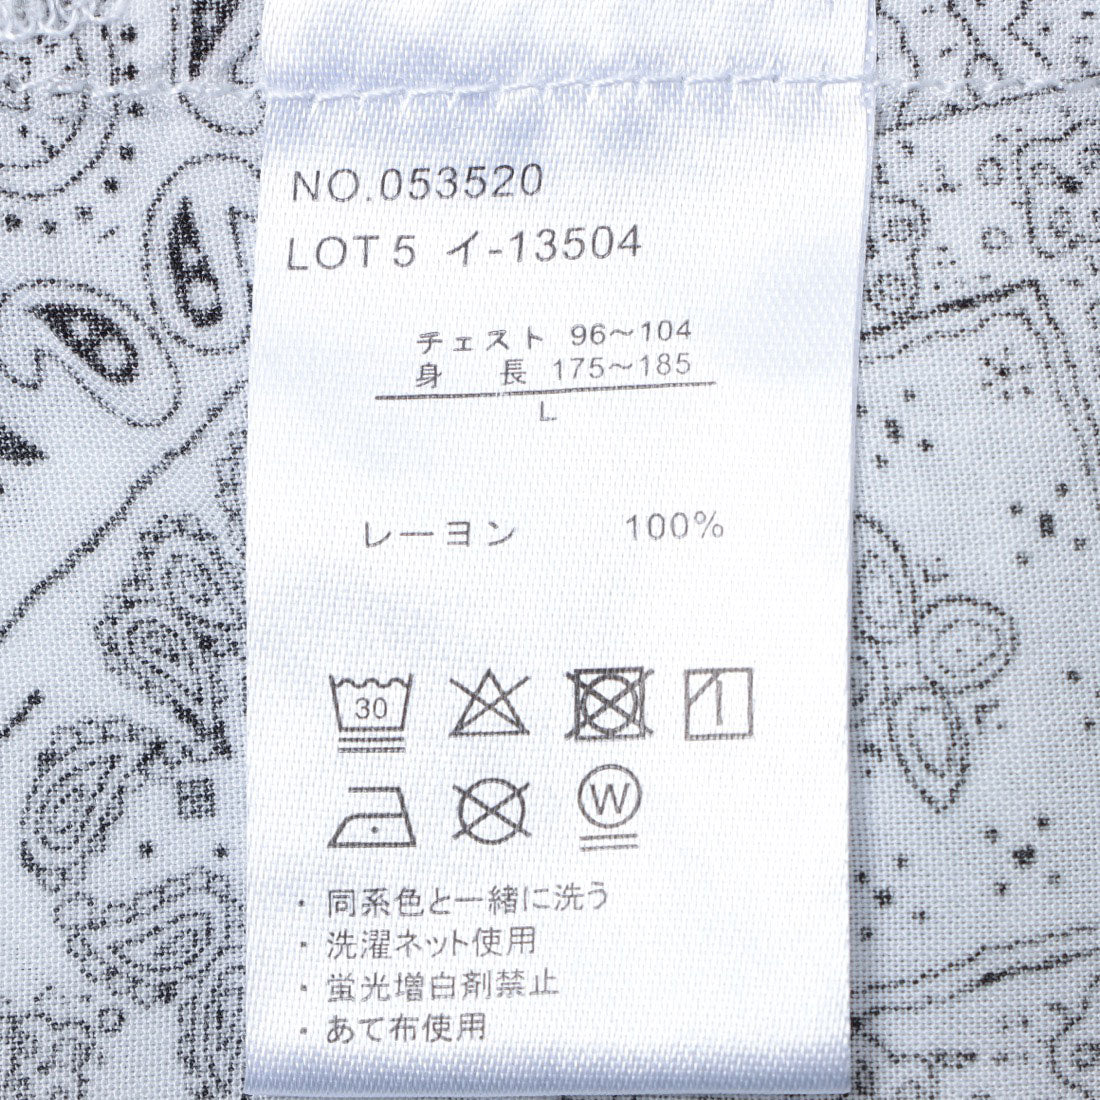 NO.053520
LOT5 イ-13504
チェスト 96～104
身 長 175～185
L
レーヨン 100%
30
W
・同系色と一緒に洗う
・洗濯ネット使用
・蛍光増白剤禁止
・あて布使用